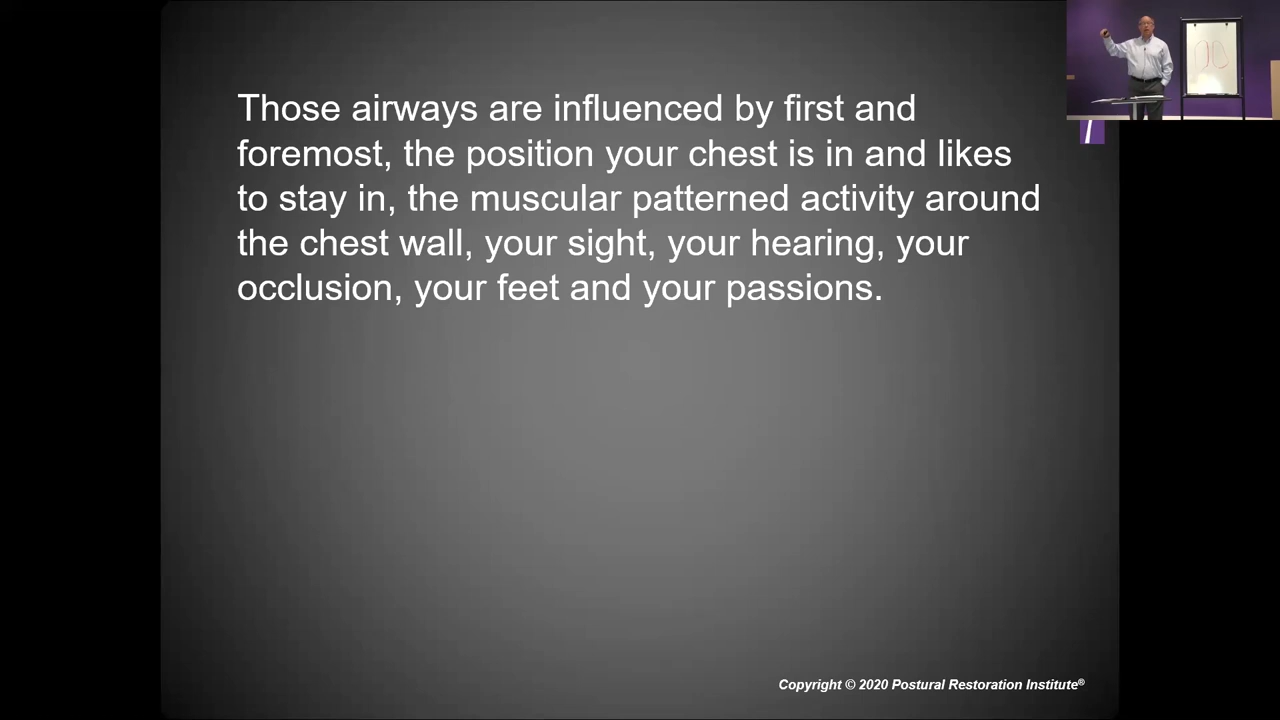 Those airways are influenced by first and
foremost, the position your chest is in and likes
to stay in, the muscular patterned activity around
the chest wall, your sight, your hearing, your
occlusion, your feet and your passions.
Copyright © 2020 Postural Restoration Institute®